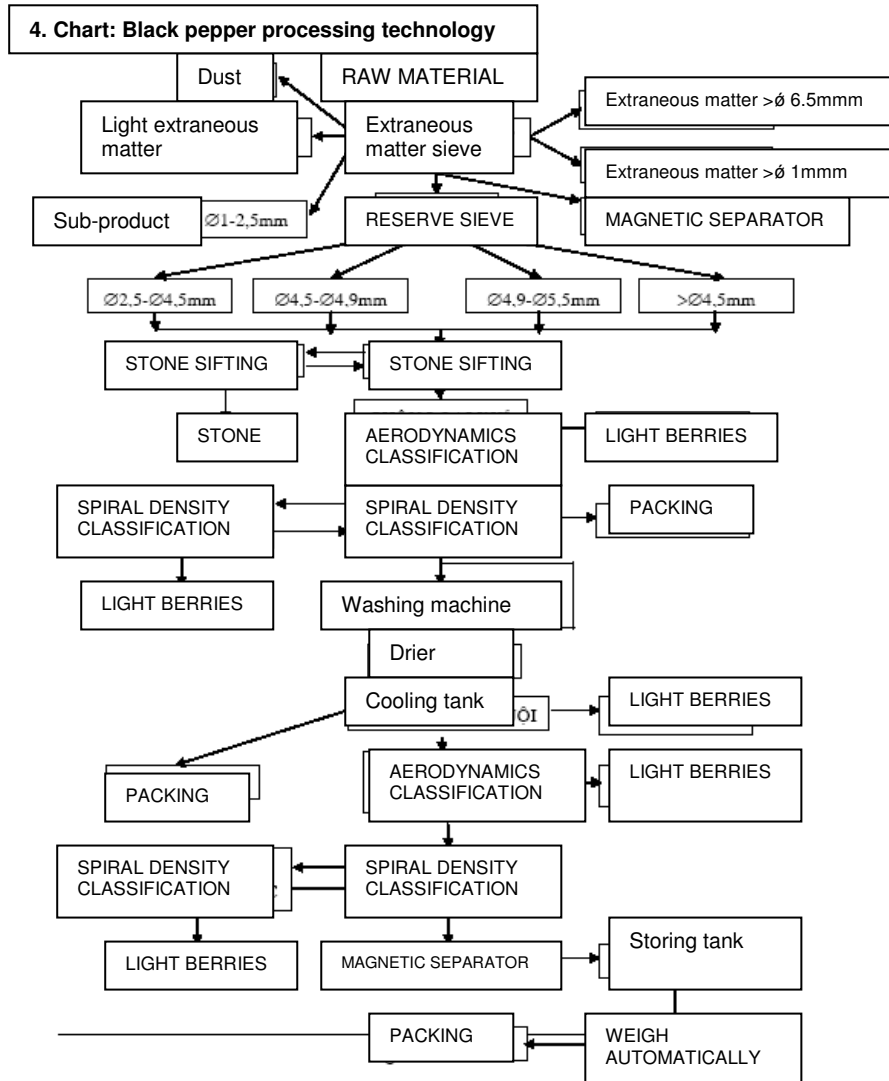 4. Chart: Black pepper processing technology
Dust
RAW MATERIAL
Light extraneous
matter
Extraneous
matter sieve
Extraneous matter >ǿ 6.5mmm
Extraneous matter >ǿ 1mmm
Sub-product
Ø1-2,5mm
RESERVE SIEVE
MAGNETIC SEPARATOR
Ø2,5-Ø4,5mm
Ø4,5-Ø4,9mm
Ø4,9-Ø5,5mm
>Ø4,5mm
STONE SIFTING
STONE SIFTING
STONE
AERODYNAMICS
CLASSIFICATION
LIGHT BERRIES
SPIRAL DENSITY
CLASSIFICATION
SPIRAL DENSITY
CLASSIFICATION
PACKING
LIGHT BERRIES
Washing machine
Drier
Cooling tank
LIGHT BERRIES
PACKING
AERODYNAMICS
CLASSIFICATION
LIGHT BERRIES
SPIRAL DENSITY
CLASSIFICATION
SPIRAL DENSITY
CLASSIFICATION
LIGHT BERRIES
MAGNETIC SEPARATOR
Storing tank
PACKING
WEIGH
AUTOMATICALLY